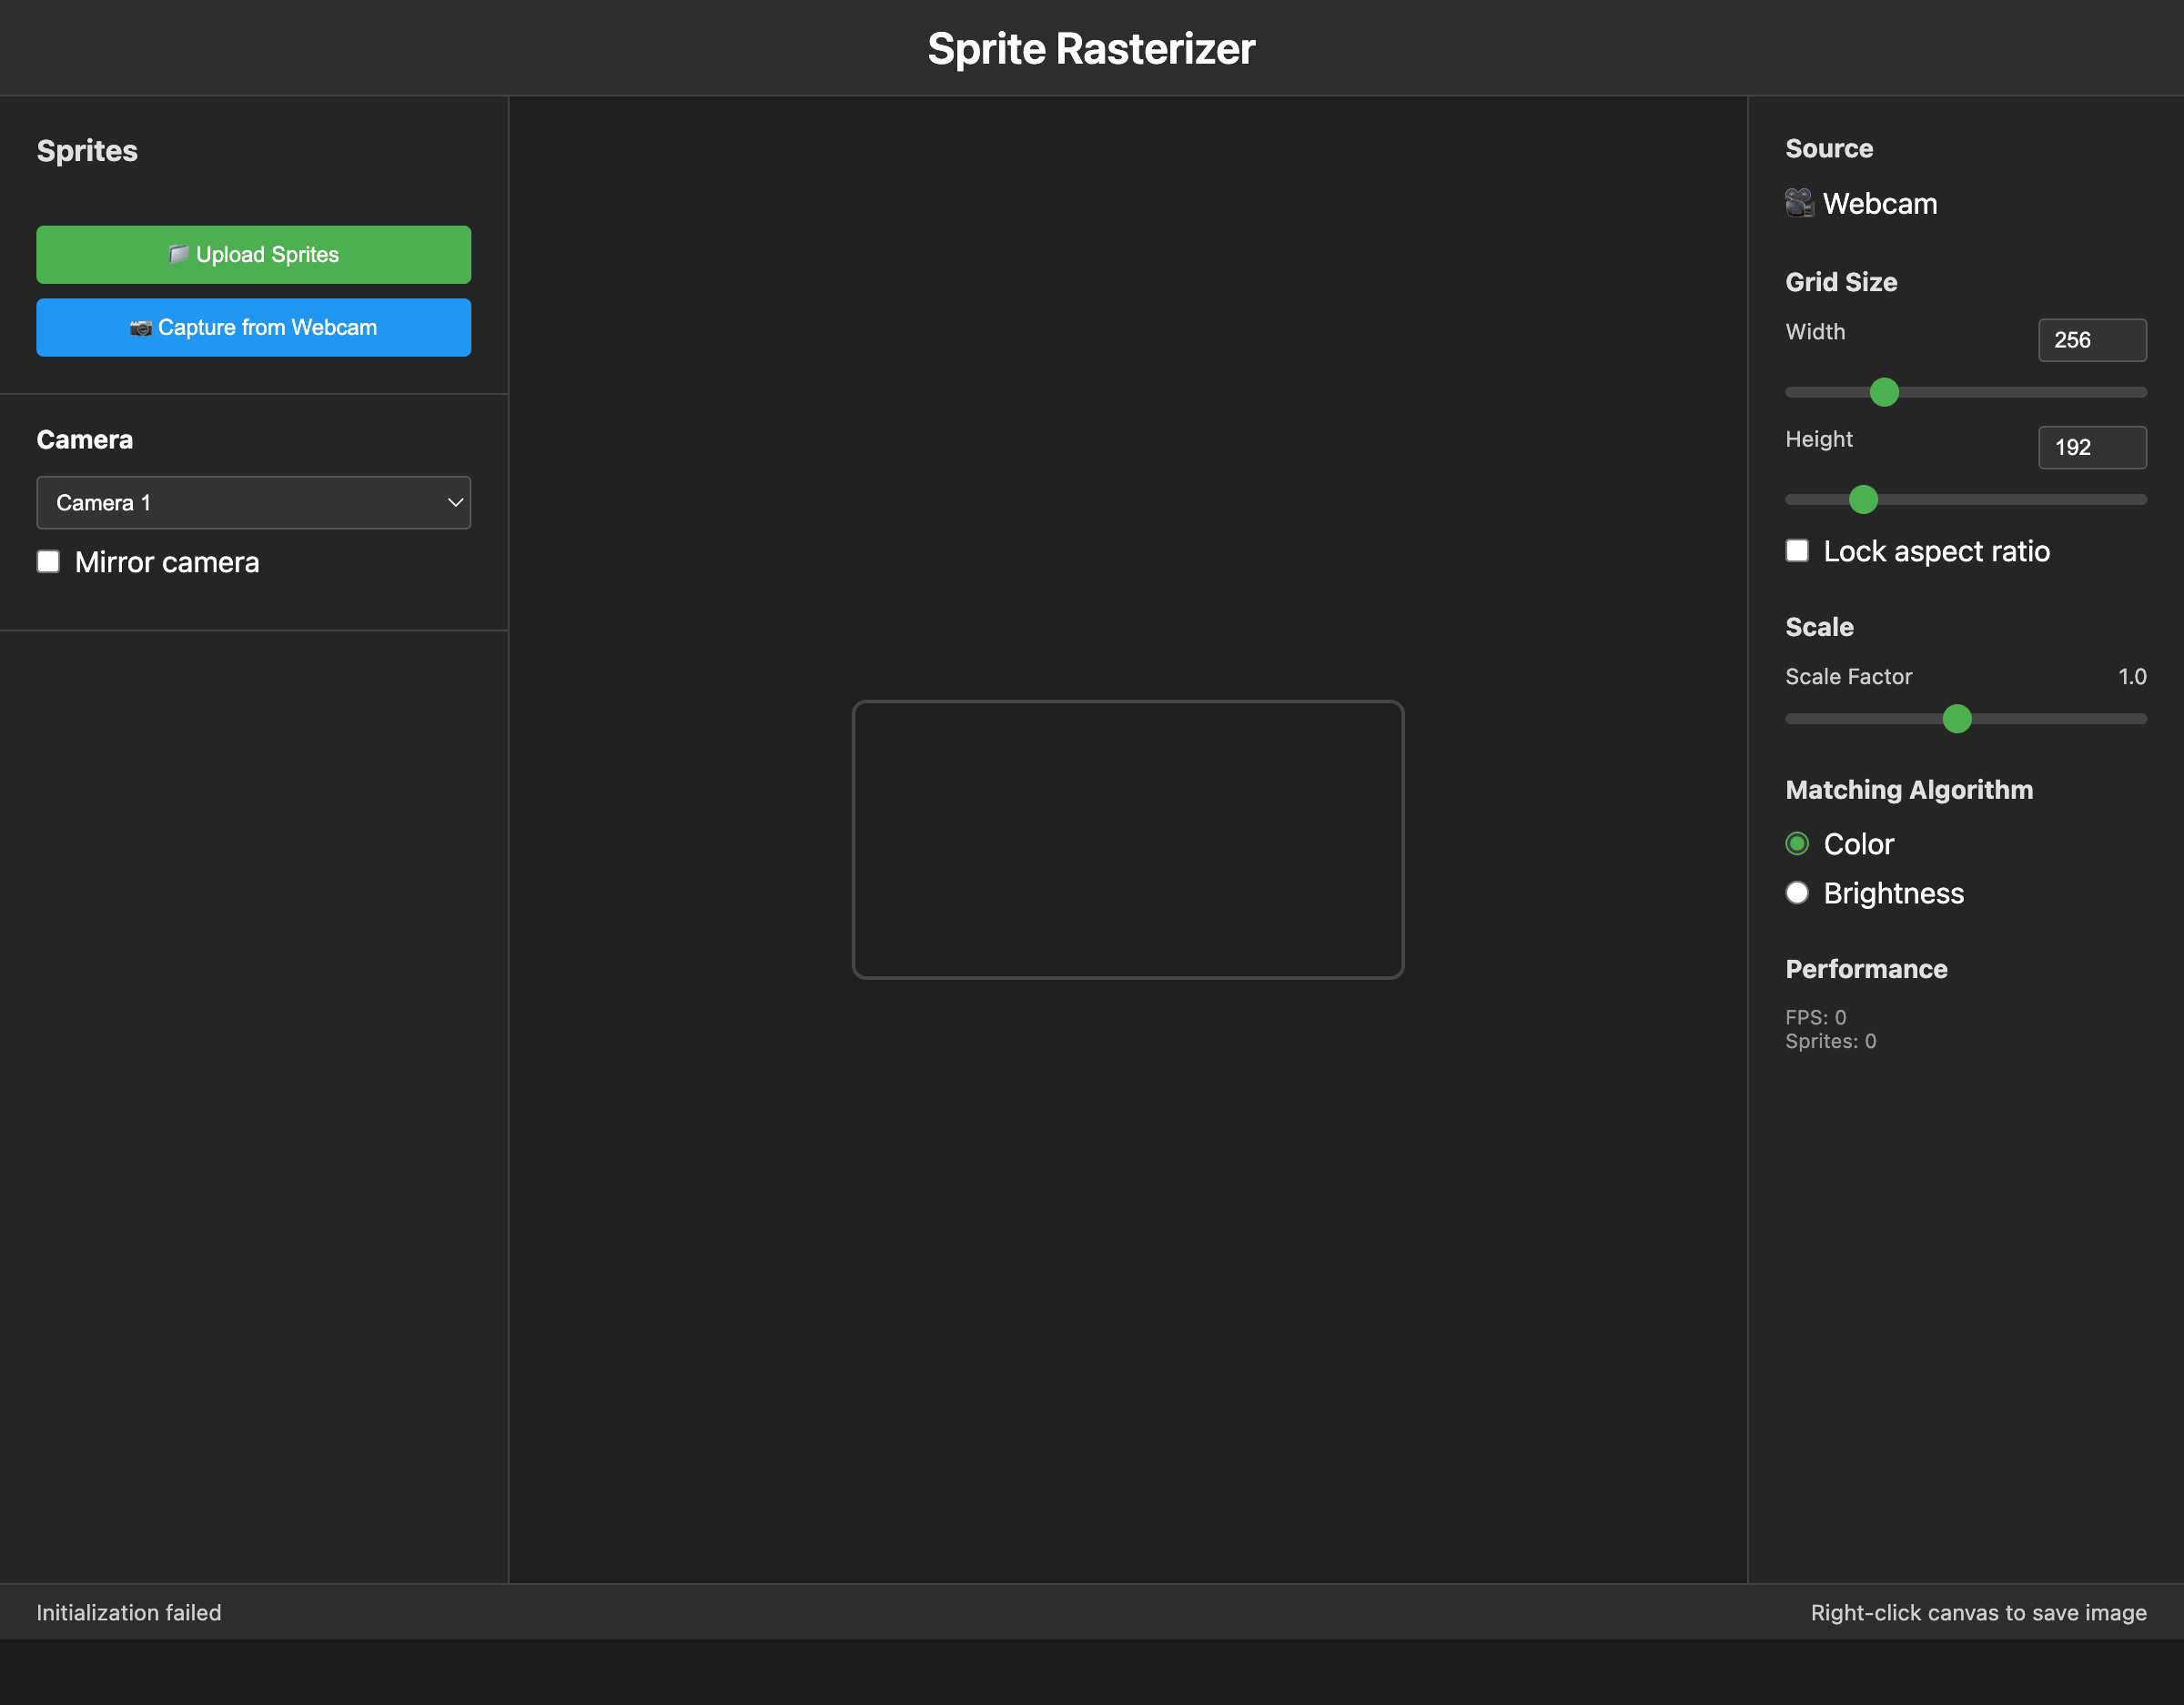 Sprite Rasterizer
Sprites
Upload Sprites
Capture from Webcam
Camera
Camera 1
Mirror camera
Source
Webcam
Grid Size
Width
256
Height
192
Lock aspect ratio
Scale
Scale Factor 1.0
Matching Algorithm
Color
Brightness
Performance
FPS: 0
Sprites: 0
Initialization failed
Right-click canvas to save image